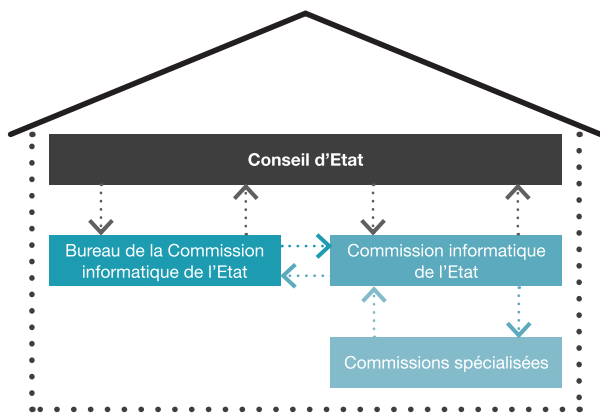 Conseil d'Etat
Bureau de la Commission
informatique de l'Etat
Commission informatique
de l'Etat
Commissions spécialisées